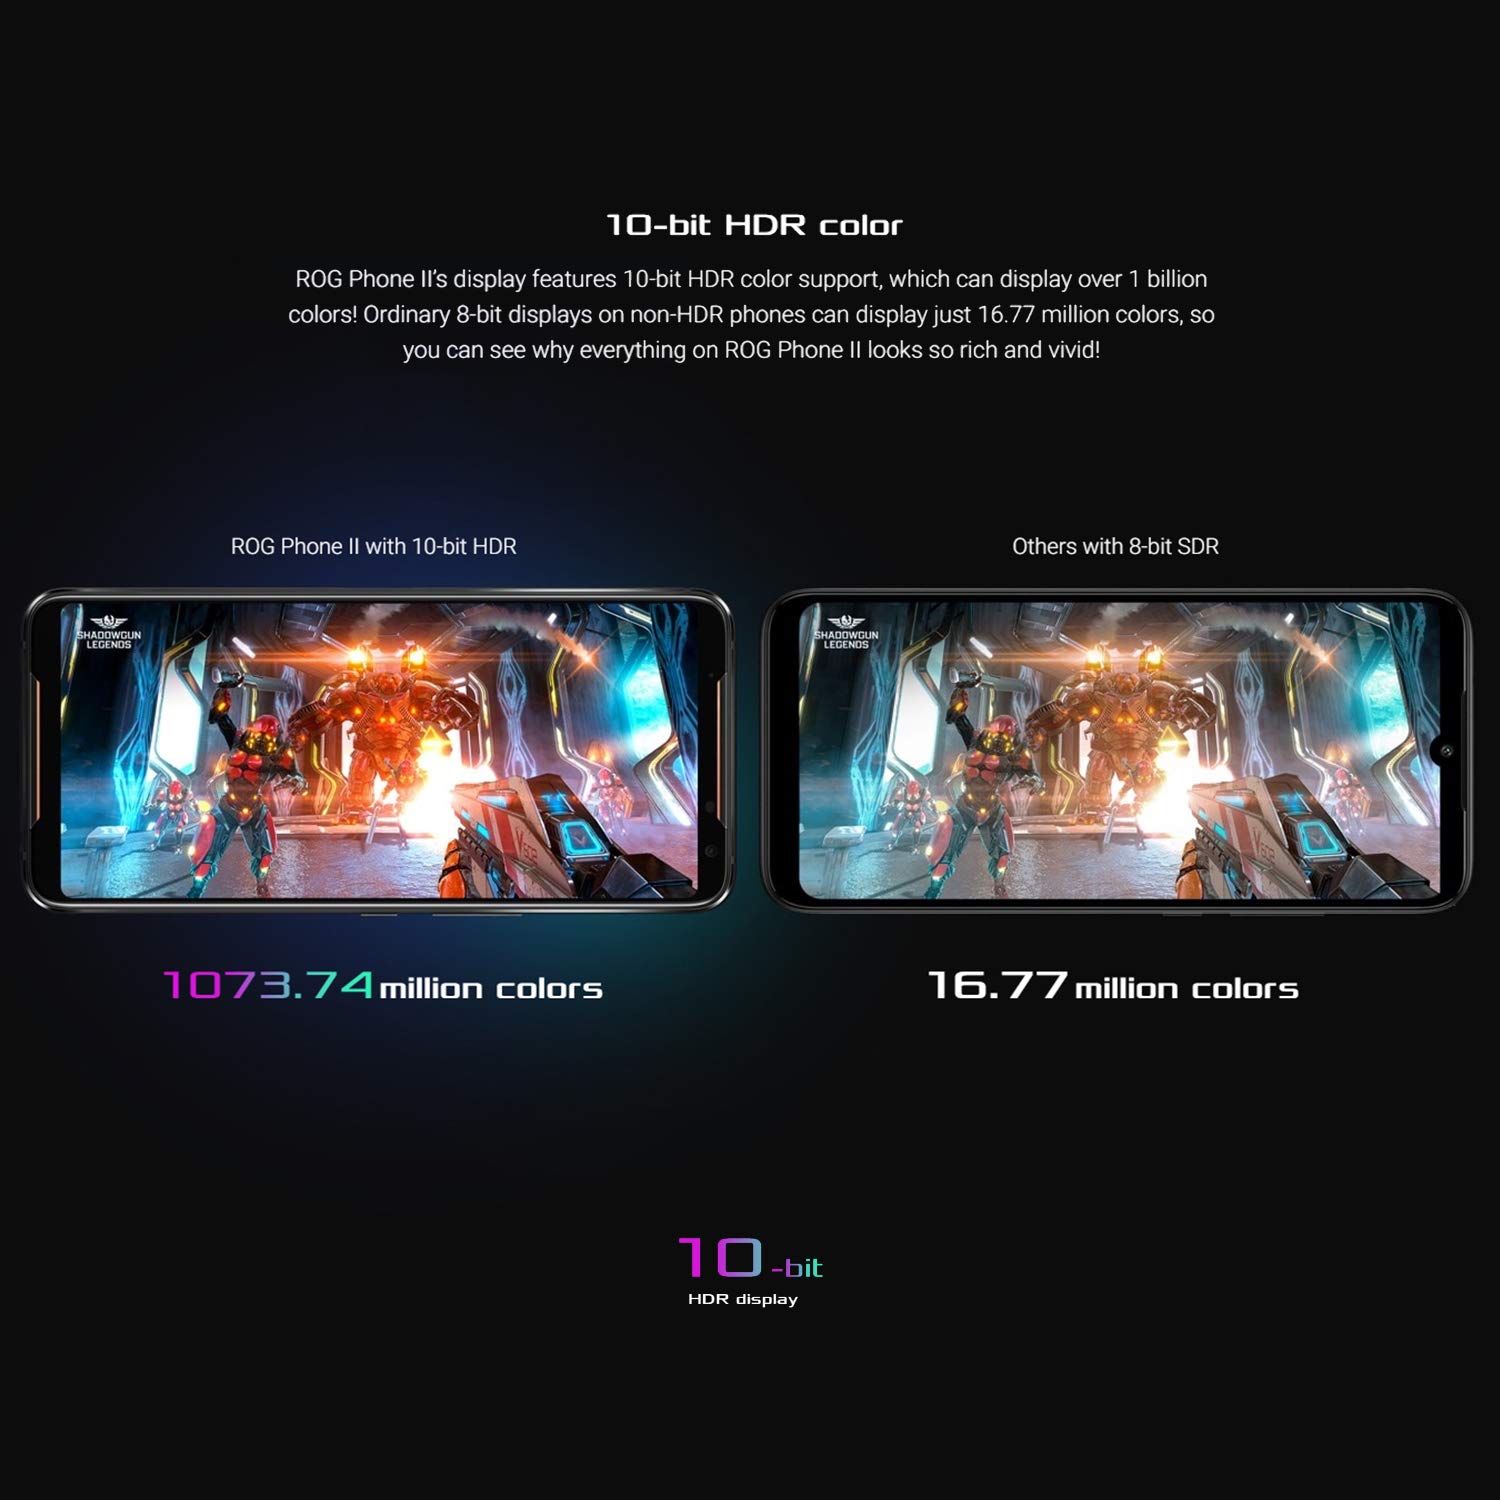 10-bit HDR color
ROG Phone II's display features 10-bit HDR color support, which can display over 1 billion
colors! Ordinary 8-bit displays on non-HDR phones can display just 16.77 million colors, so
you can see why everything on ROG Phone II looks so rich and vivid!
ROG Phone II with 10-bit HDR
Others with 8-bit SDR
SHADOWGUN
LEGENDS
SHADOWGUN
LEGENDS
1073.74 million colors
16.77 million colors
10-bit
HDR display